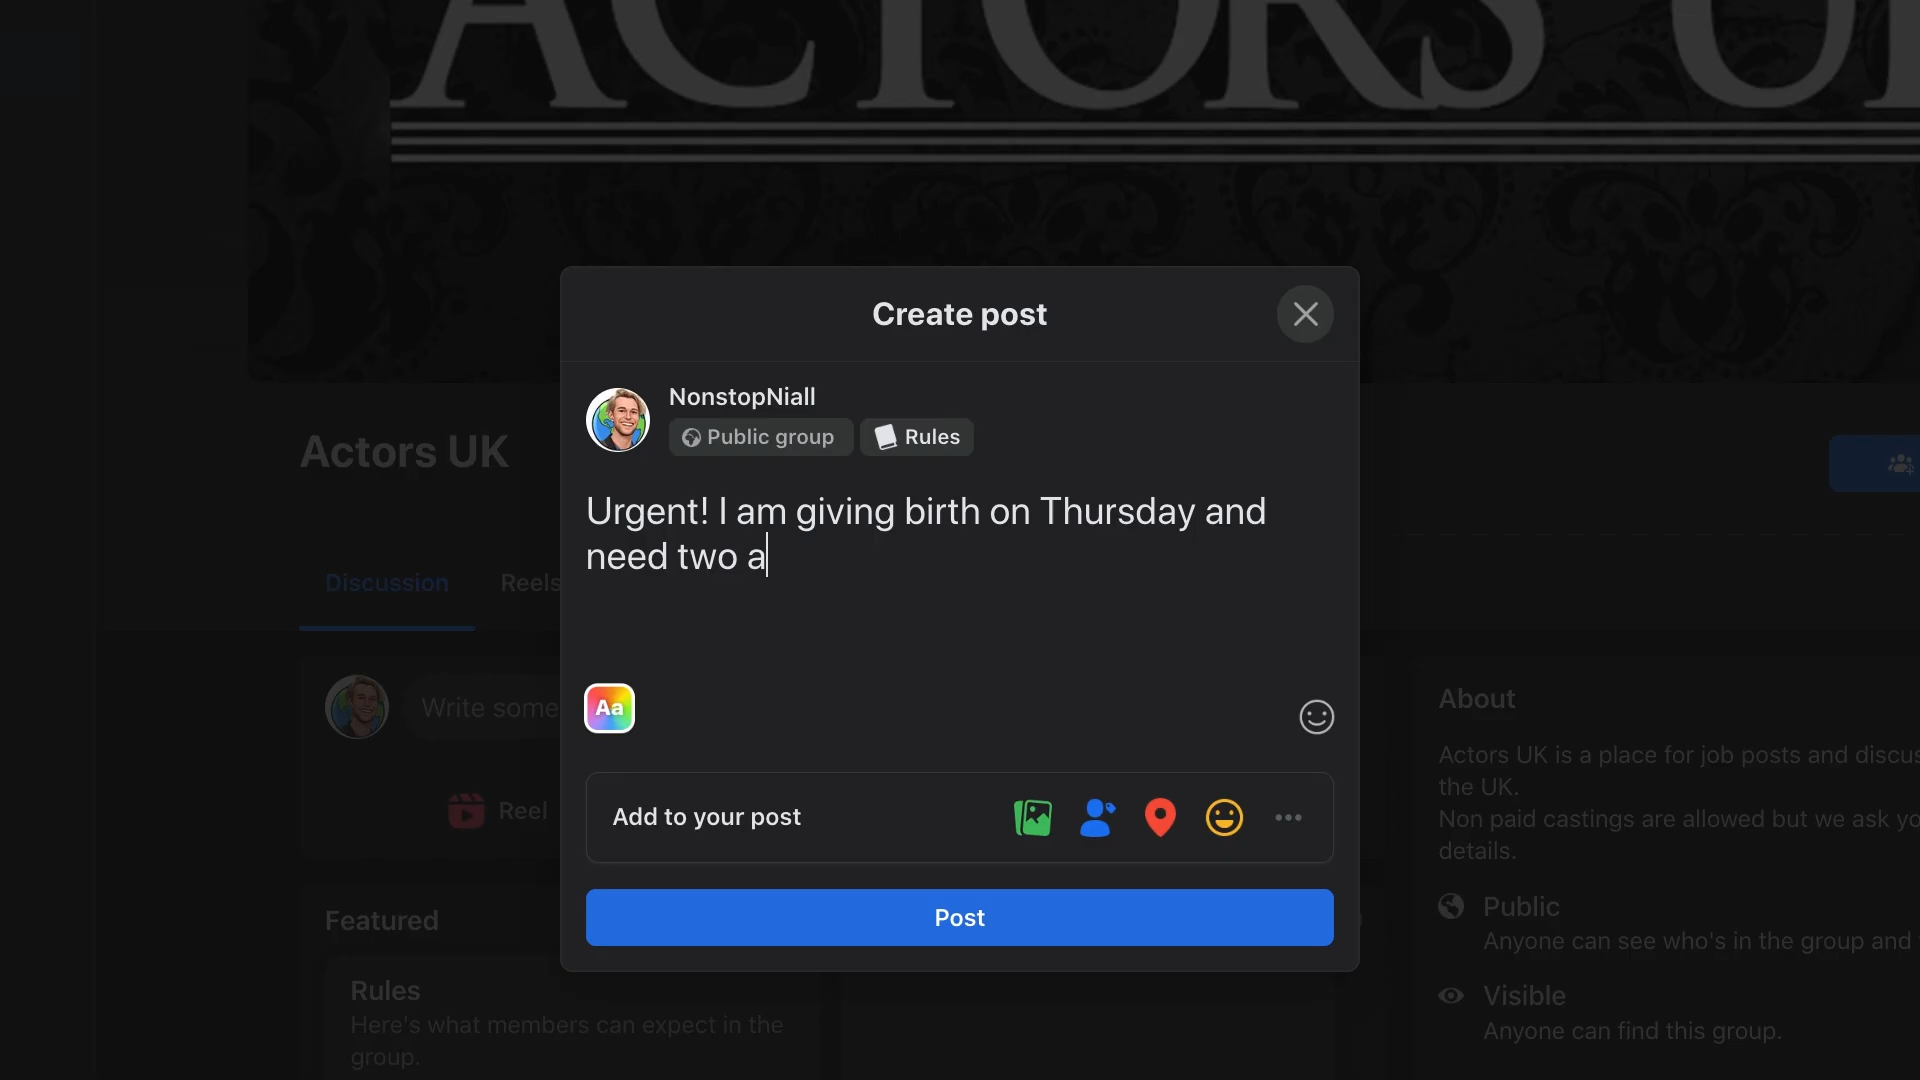 ACTORS
Create post
NonstopNiall
Public group
Rules
Urgent! I am giving birth on Thursday and
need two a
Actors UK
Discussion
Reels
Write some
Aa
Reel
Add to your post
Post
Featured
Rules
Here's what members can expect in the
group.
About
Actors UK is a place for job posts and discus
the UK.
Non paid castings are allowed but we ask yo
details.
Public
Anyone can see who's in the group and
Visible
Anyone can find this group.